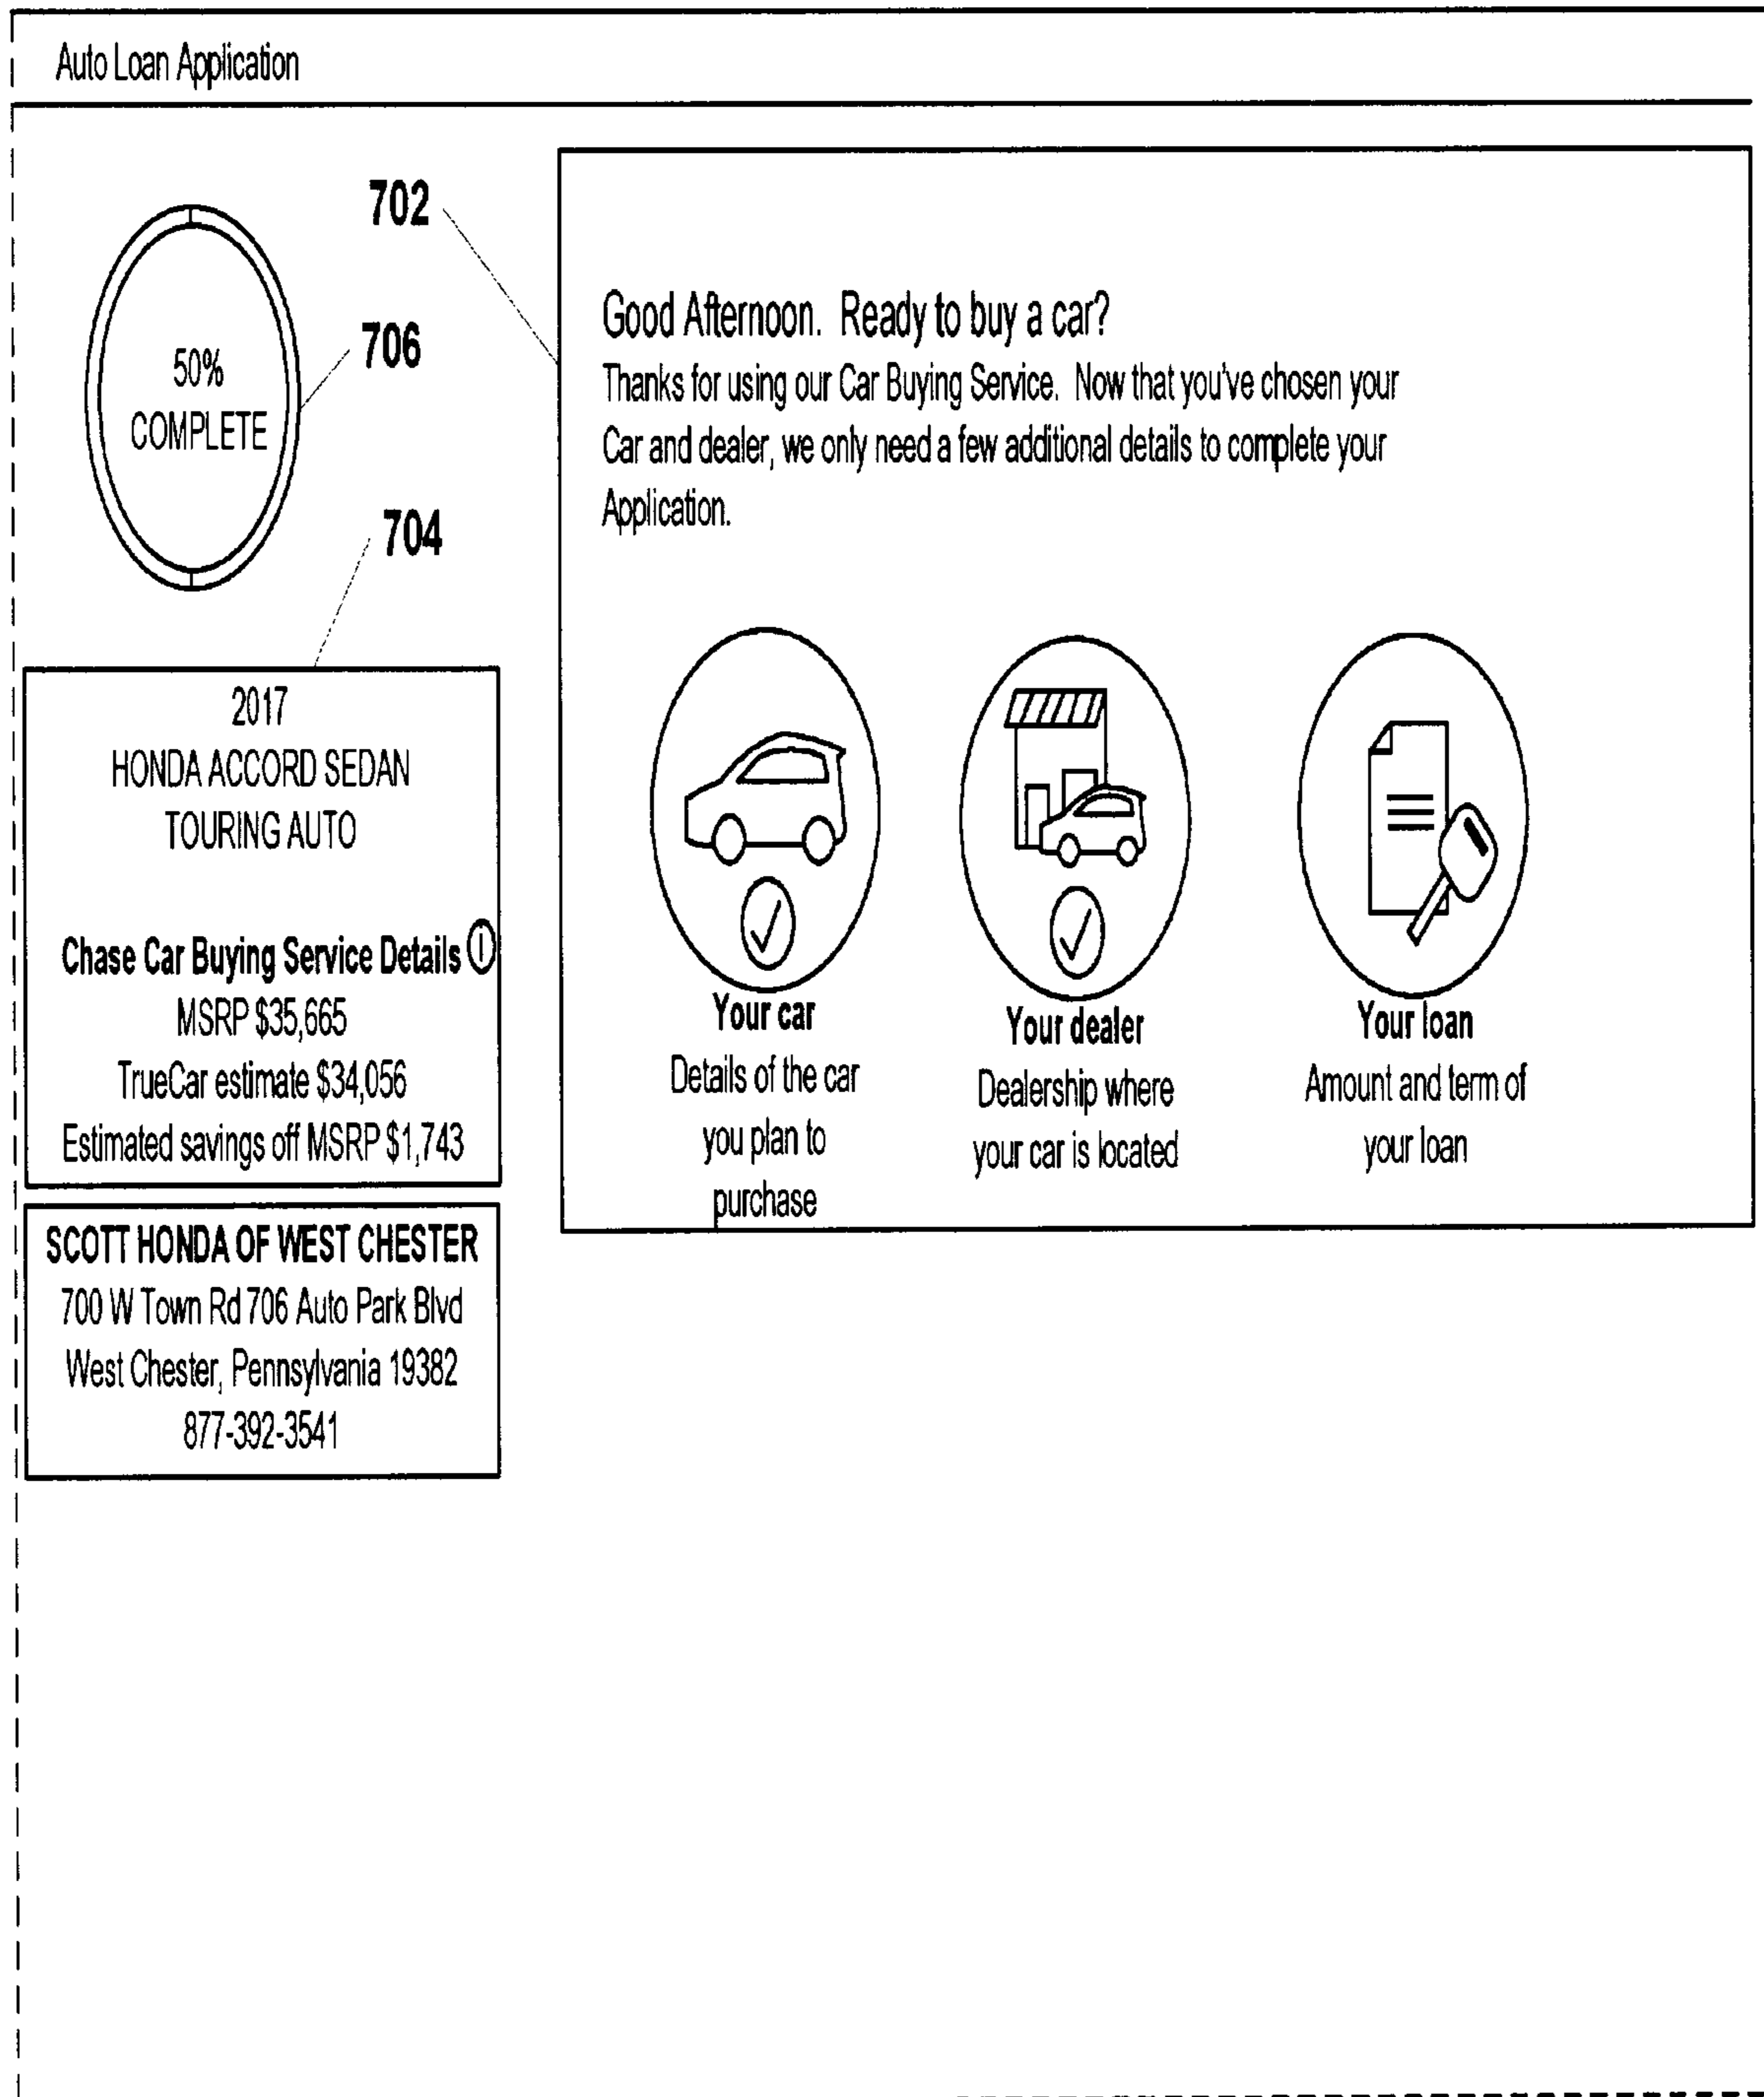 Auto Loan Application
702
706
50%
COMPLETE
704
2017
HONDA ACCORD SEDAN
TOURING AUTO
Chase Car Buying Service Details
MSRP $35,665
TrueCar estimate $34,056
Estimated savings off MSRP $1,743
SCOTT HONDA OF WEST CHESTER
700 W Town Rd 706 Auto Park Blvd
West Chester, Pennsylvania 19382
877-392-3541
Good Afternoon. Ready to buy a car?
Thanks for using our Car Buying Service. Now that you've chosen your
Car and dealer, we only need a few additional details to complete your
Application.
Your car
Details of the car
you plan to
purchase
Your dealer
Dealership where
your car is located
Your loan
Amount and term of
your loan